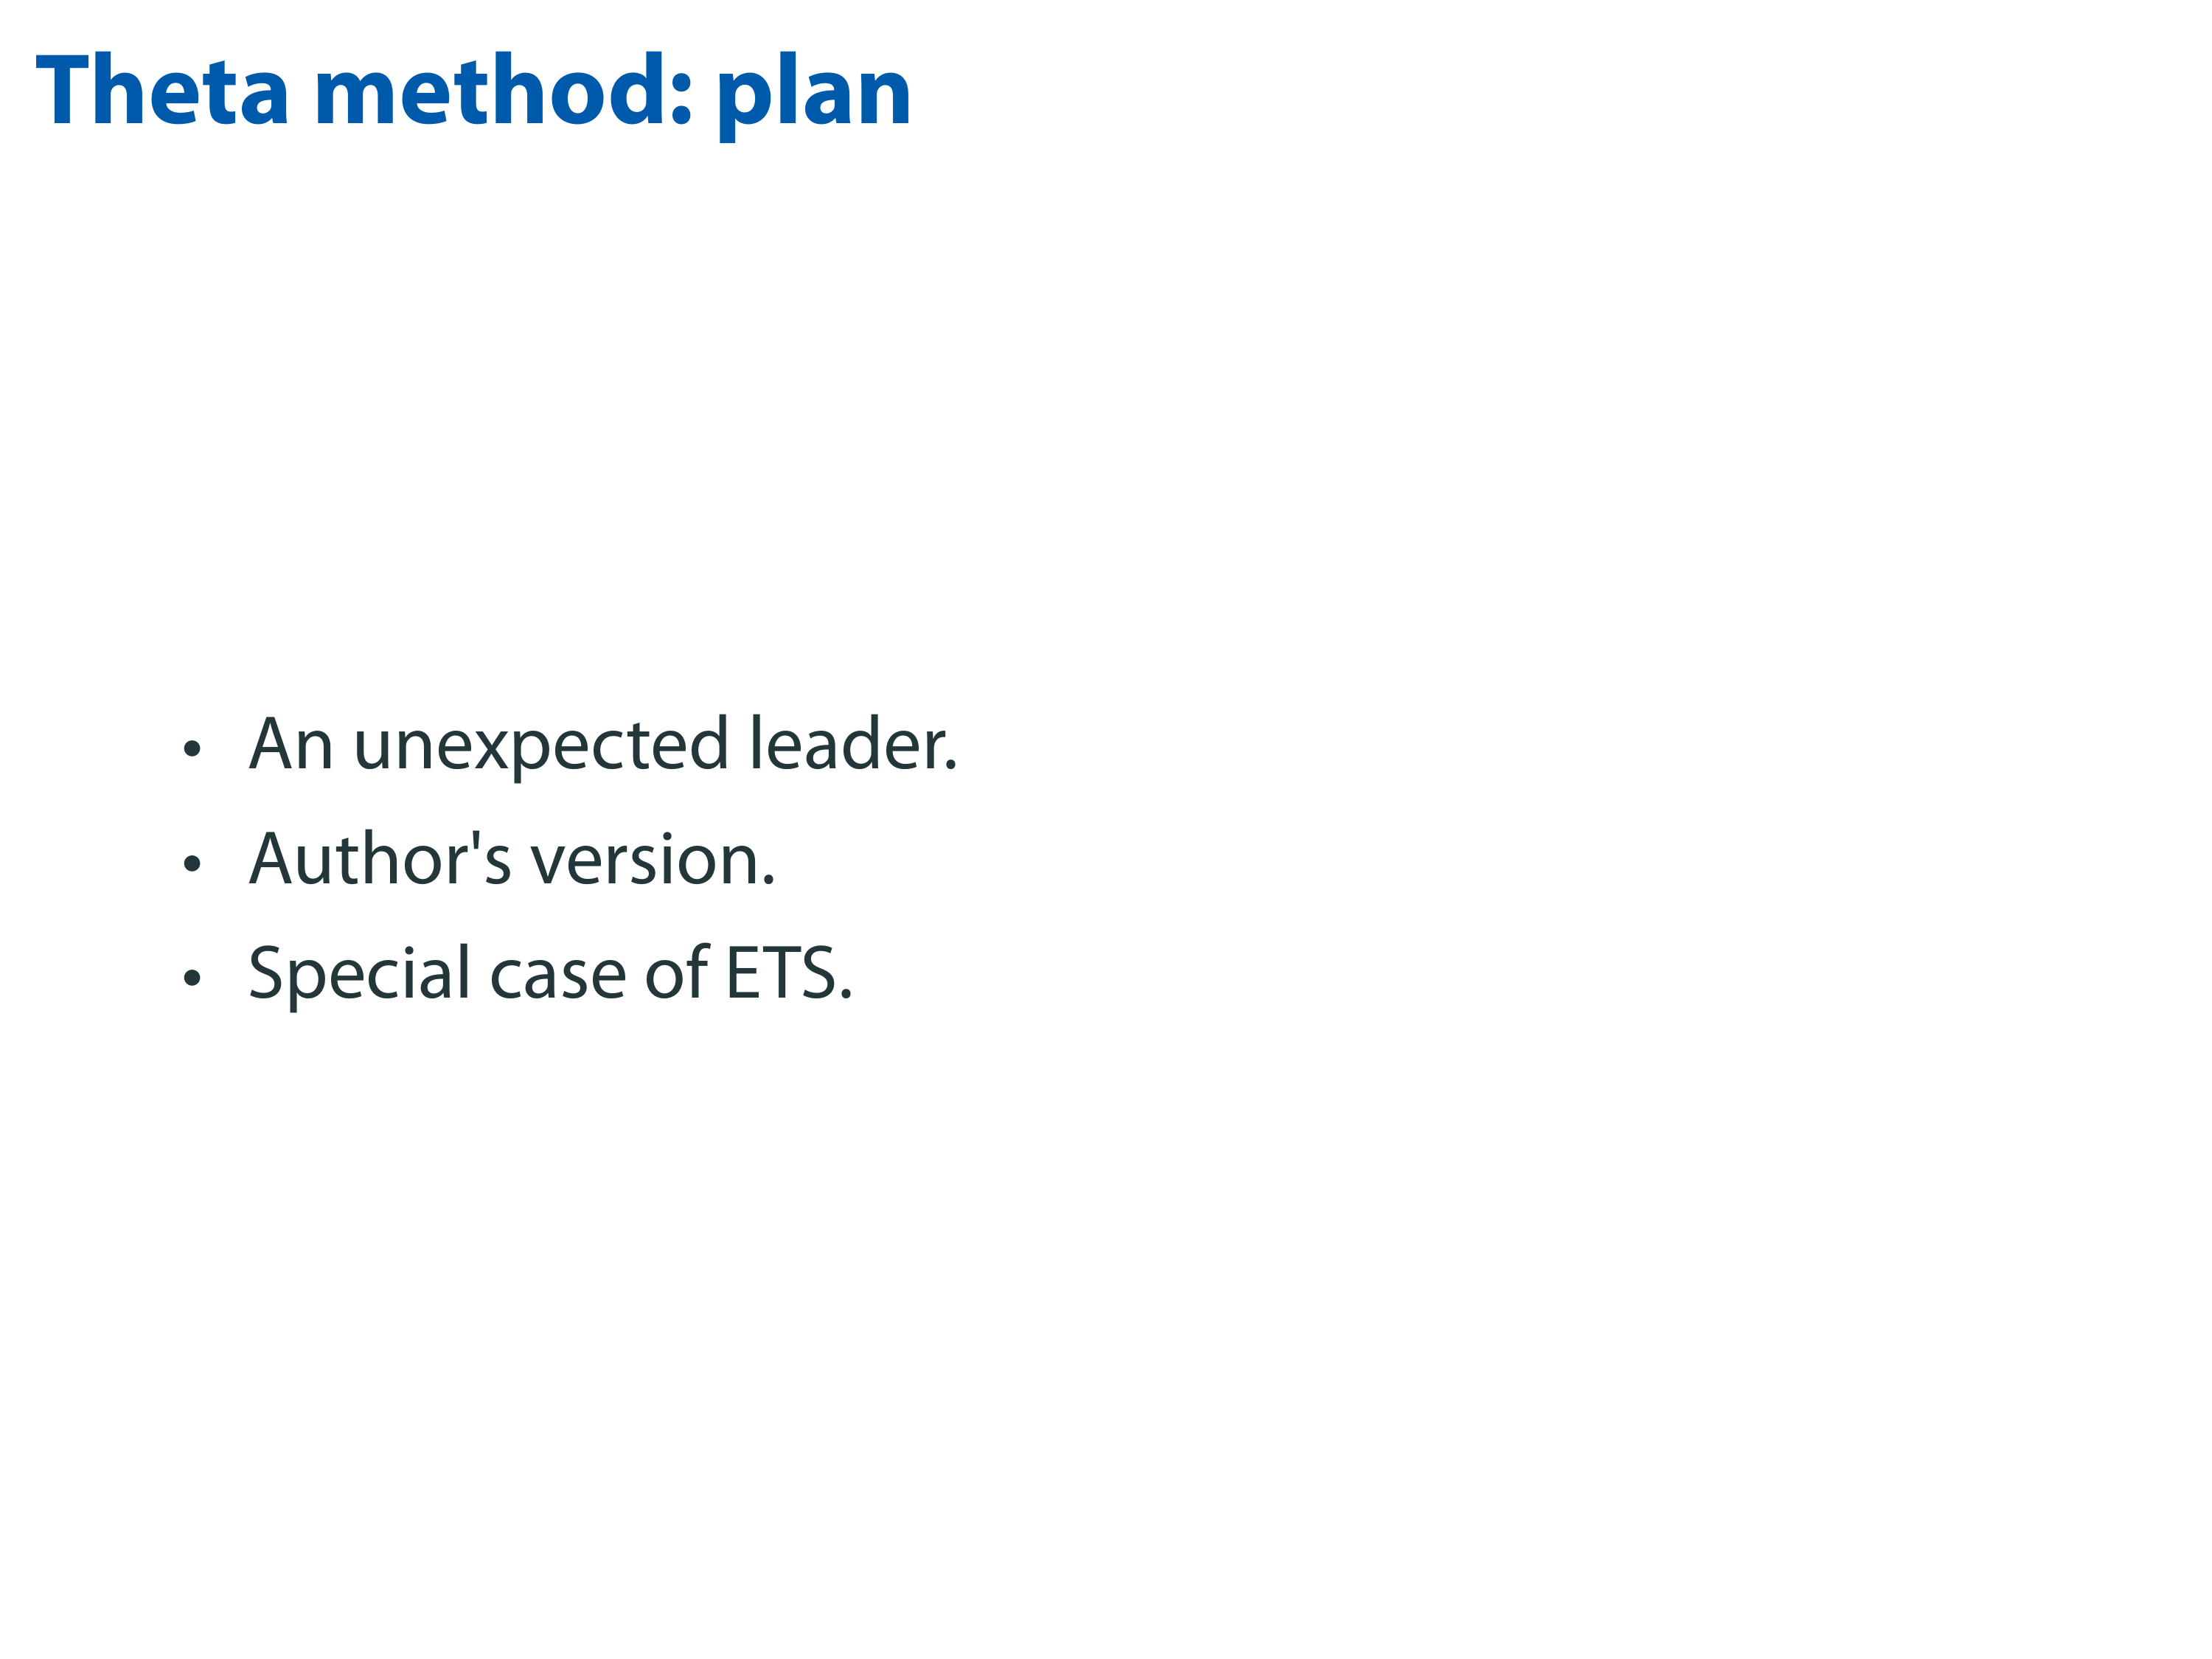 Theta method: plan
• An unexpected leader.
• Author's version.
• Special case of ETS.